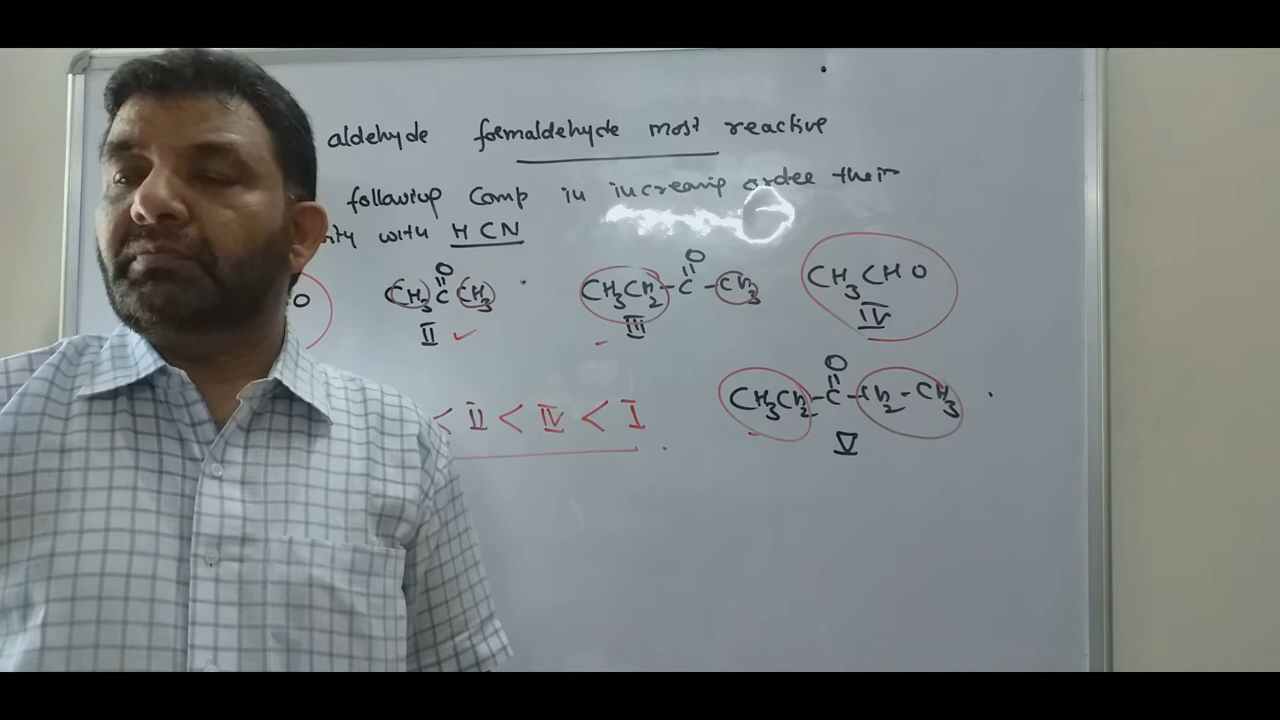 aldehyde formaldehyde most reactive
following Comp in increasing order their
ity with HCN
O CH3 C CH3 CH3CH2 - C - CH3 CH3CHO
O O
II III IV
O
CH3CH2 - C - CH2 - CH3
V
< II < IV < I